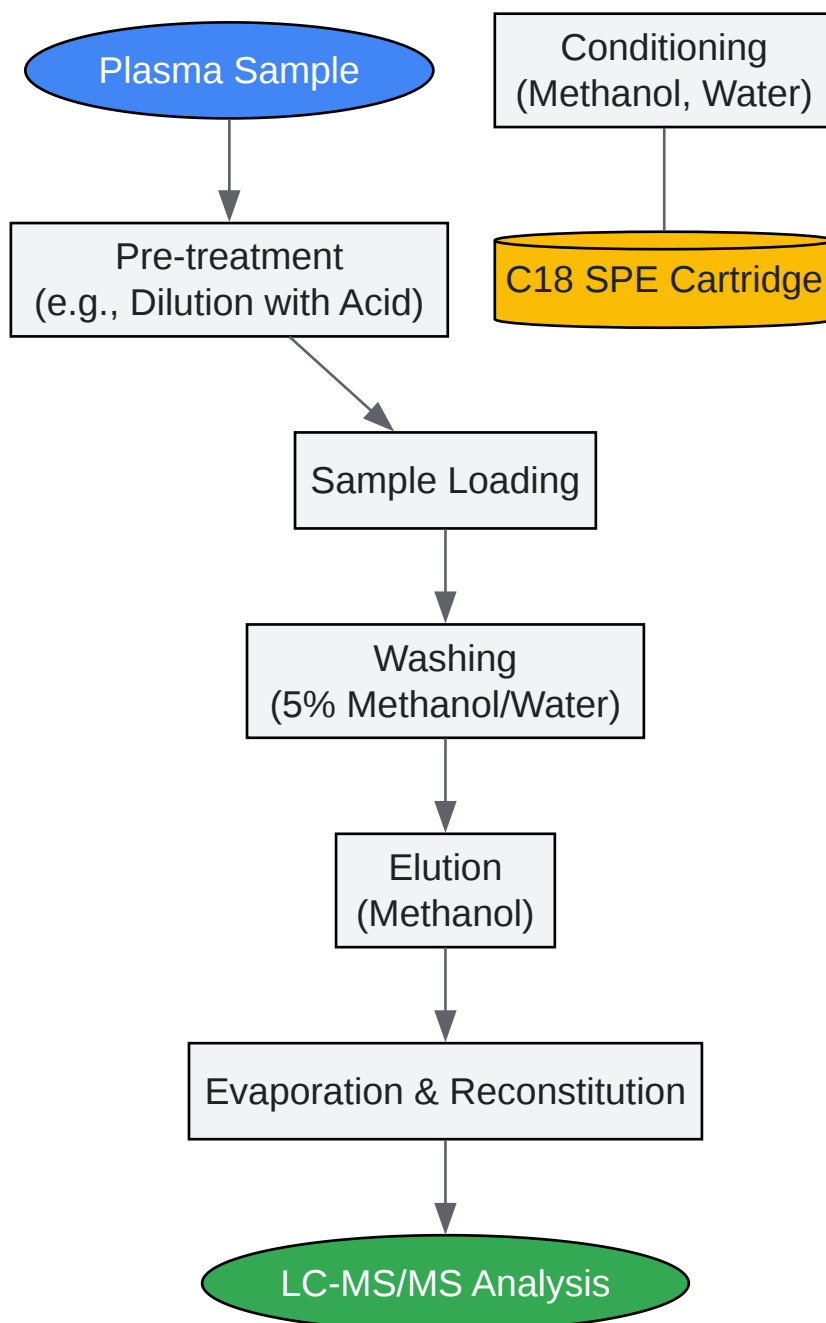 Plasma Sample
Conditioning
(Methanol, Water)
Pre-treatment
(e.g., Dilution with Acid)
C18 SPE Cartridge
Sample Loading
Washing
(5% Methanol/Water)
Elution
(Methanol)
Evaporation & Reconstitution
LC-MS/MS Analysis